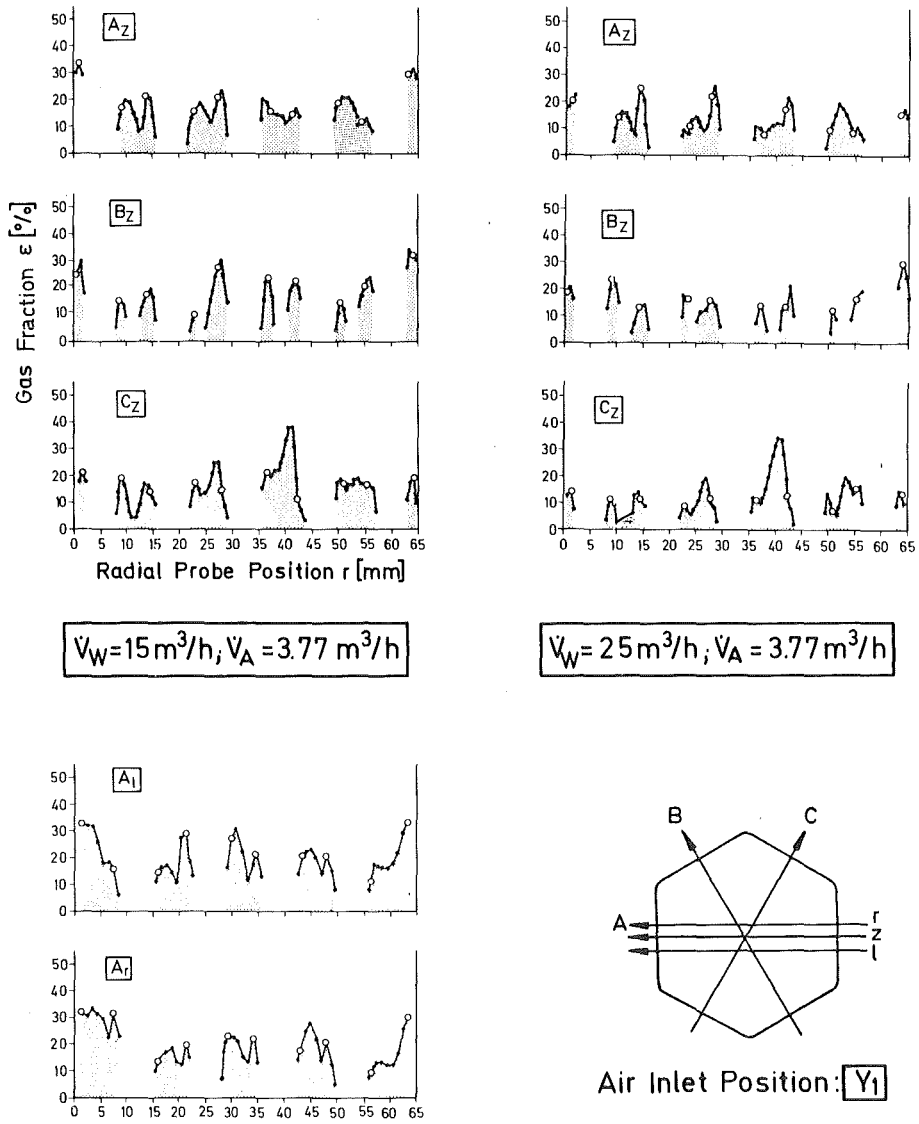 A_Z
50
40
30
20
10
0
B_Z
50
40
30
20
10
0
Gas Fraction ε [%]
C_Z
50
40
30
20
10
0
0 5 10 15 20 25 30 35 40 45 50 55 60 65
Radial Probe Position r [mm]
V̇_W = 15 m³/h; V̇_A = 3.77 m³/h
A_Z
50
40
30
20
10
0
B_Z
50
40
30
20
10
0
C_Z
50
40
30
20
10
0
0 5 10 15 20 25 30 35 40 45 50 55 60 65
V̇_W = 25 m³/h; V̇_A = 3.77 m³/h
A_l
50
40
30
20
10
0
A_r
50
40
30
20
10
0
0 5 10 15 20 25 30 35 40 45 50 55 60 65
B C
A r
z
l
Air Inlet Position: Y₁